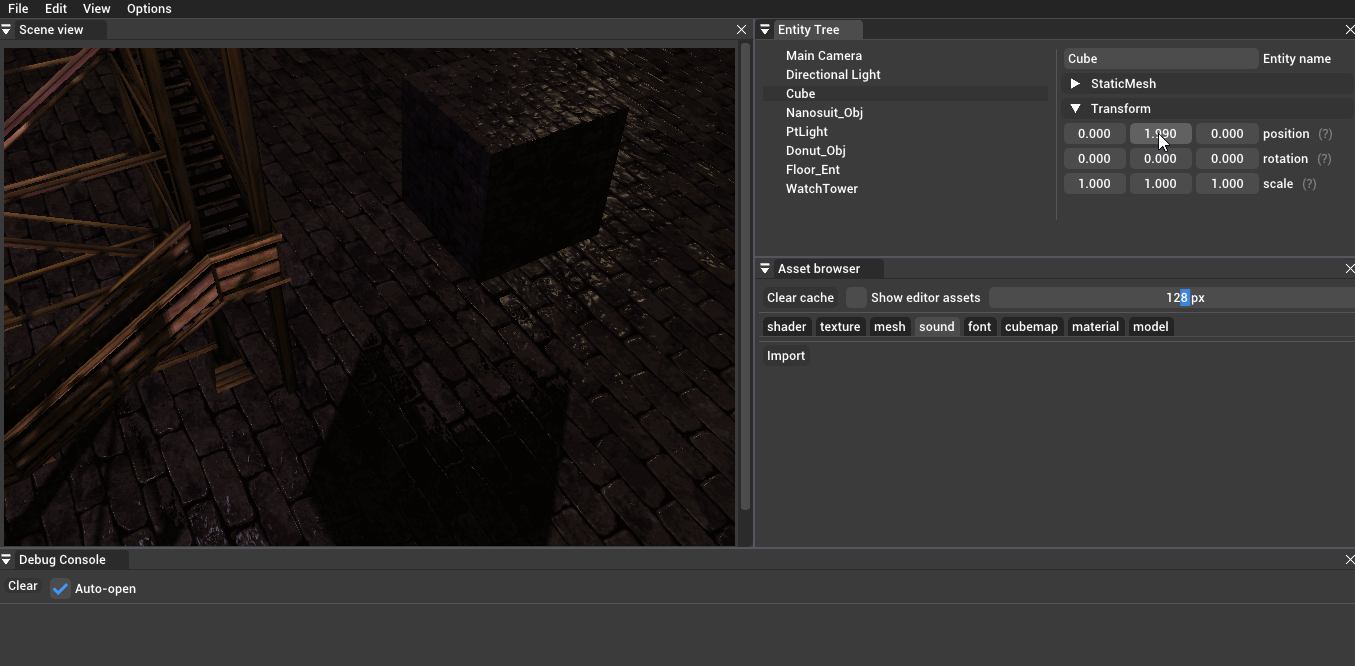 File Edit View Options
Scene view
Entity Tree
Main Camera
Directional Light
Cube
Nanosuit_Obj
PtLight
Donut_Obj
Floor_Ent
WatchTower
Cube Entity name
StaticMesh
Transform
0.000 1.990 0.000 position (?)
0.000 0.000 0.000 rotation (?)
1.000 1.000 1.000 scale (?)
Asset browser
Clear cache Show editor assets 128 px
shader texture mesh sound font cubemap material model
Import
Debug Console
Clear Auto-open